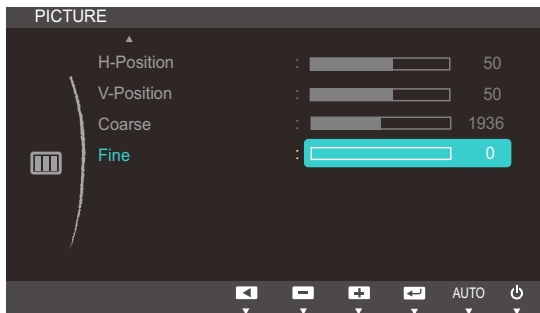 PICTURE
H-Position : 50
V-Position : 50
Coarse : 1936
Fine : 0
AUTO